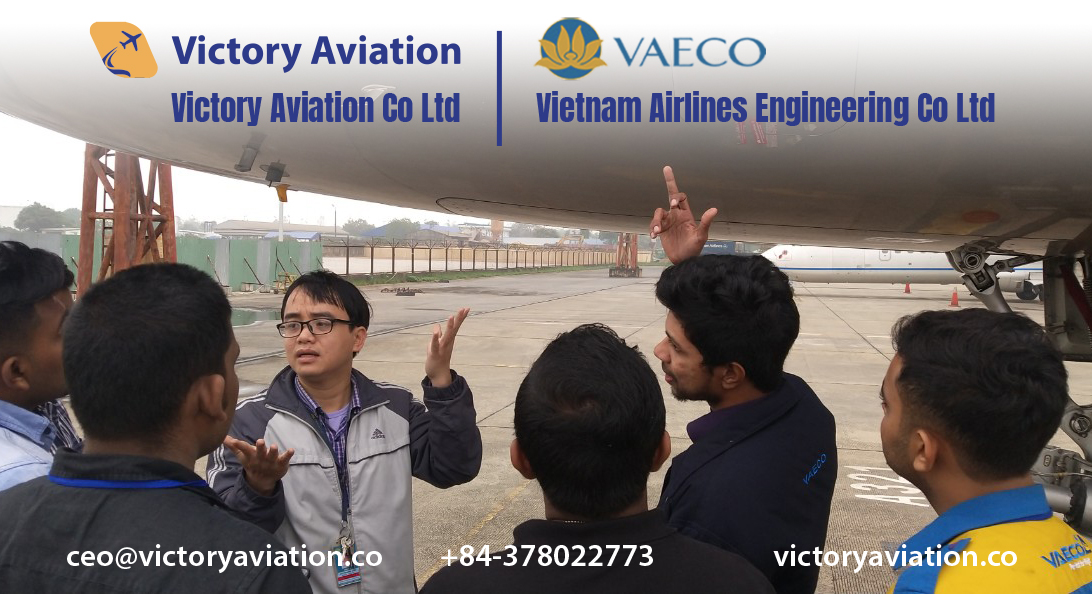 Victory Aviation
Victory Aviation Co Ltd
VAECO
Vietnam Airlines Engineering Co Ltd
VAECO
A321
VAECO
ceo@victoryaviation.co
+84-378022773
victoryaviation.co